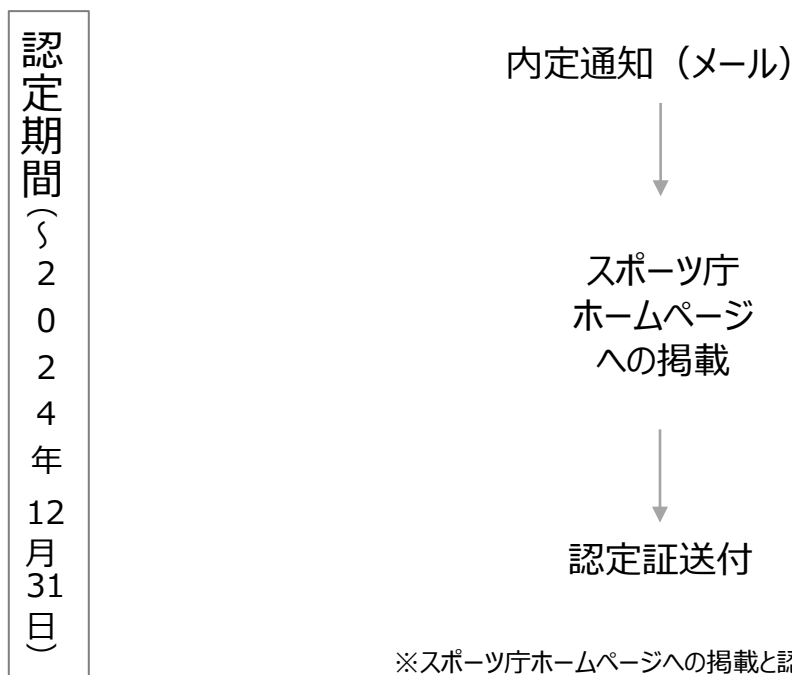 認定期間(~2024年12月31日)
内定通知(メール)
スポーツ庁
ホームページ
への掲載
認定証送付
※スポーツ庁ホームページへの掲載と認